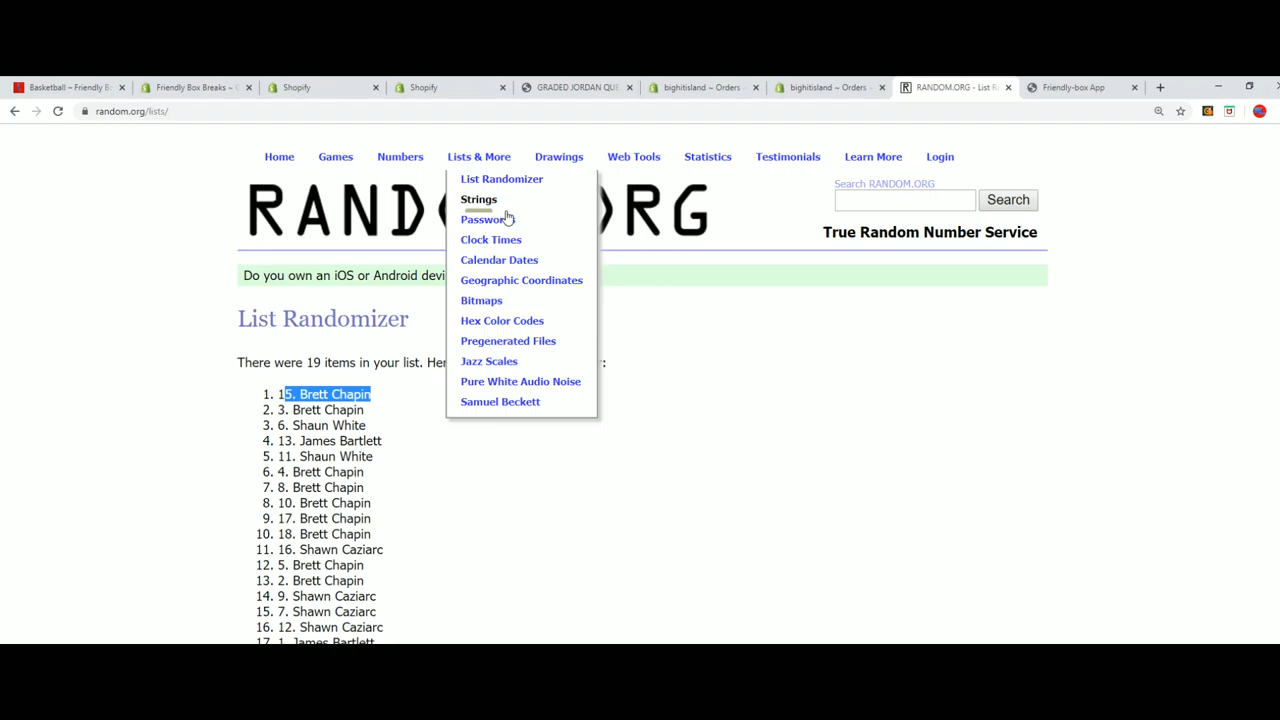 Basketball ~ Friendly B
Friendly Box Breaks ~
Shopify
Shopify
GRADED JORDAN QUE
bighitisland ~ Orders
bighitisland ~ Orders
RANDOM.ORG - List R
Friendly-box App
random.org/lists/
Home
Games
Numbers
Lists & More
Drawings
Web Tools
Statistics
Testimonials
Learn More
Login
List Randomizer
Strings
Passwords
Clock Times
Calendar Dates
Geographic Coordinates
Bitmaps
Hex Color Codes
Pregenerated Files
Jazz Scales
Pure White Audio Noise
Samuel Beckett
RAND RG
Search RANDOM.ORG
Search
True Random Number Service
Do you own an iOS or Android devi
List Randomizer
There were 19 items in your list. Her :
1. 15. Brett Chapin
2. 3. Brett Chapin
3. 6. Shaun White
4. 13. James Bartlett
5. 11. Shaun White
6. 4. Brett Chapin
7. 8. Brett Chapin
8. 10. Brett Chapin
9. 17. Brett Chapin
10. 18. Brett Chapin
11. 16. Shawn Caziarc
12. 5. Brett Chapin
13. 2. Brett Chapin
14. 9. Shawn Caziarc
15. 7. Shawn Caziarc
16. 12. Shawn Caziarc
17. 1. James Bartlett